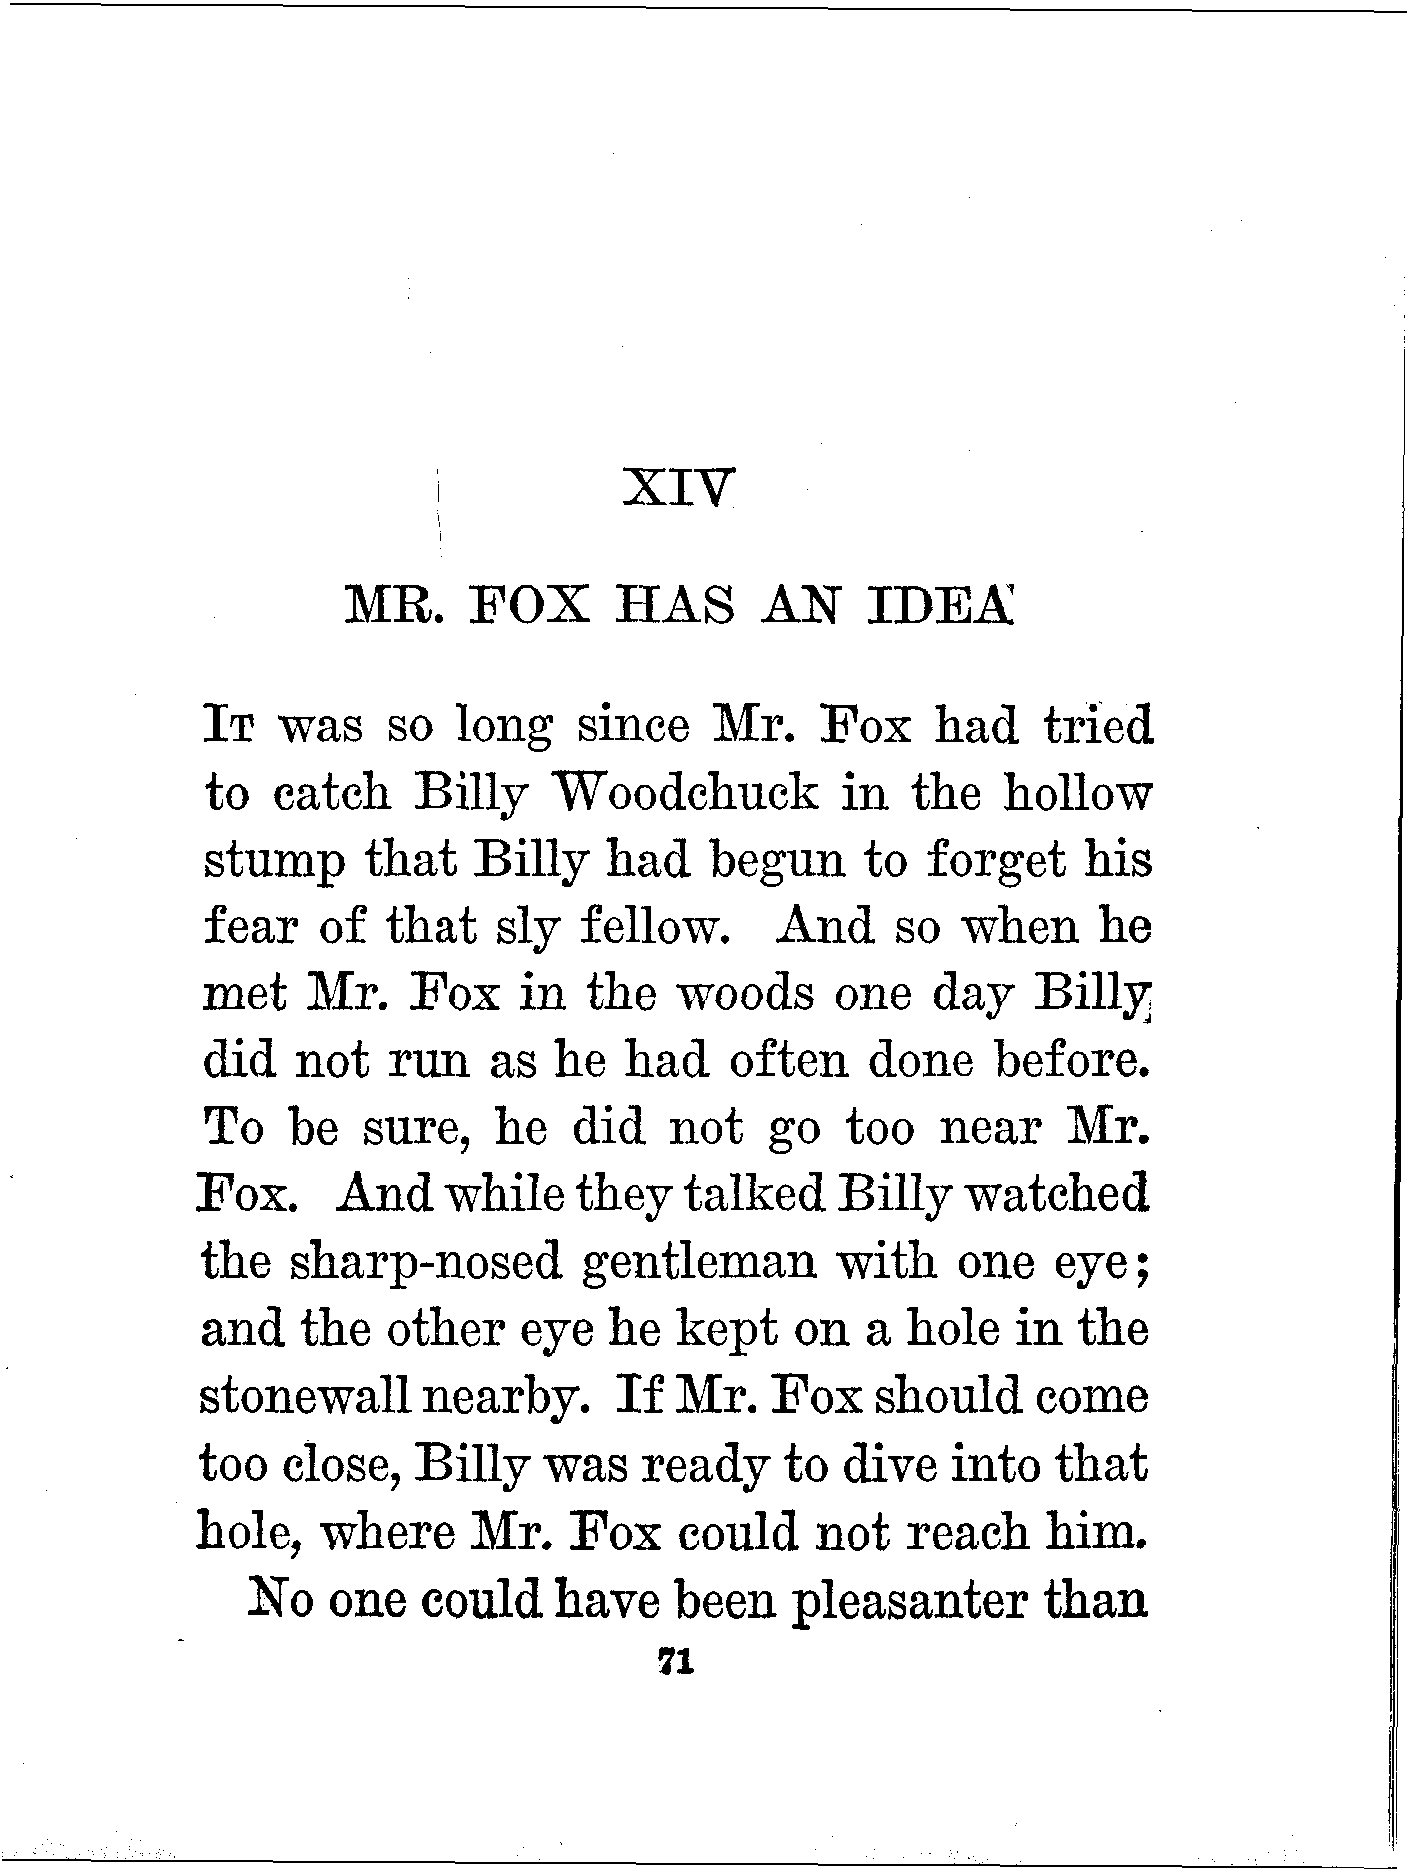 XIV
MR. FOX HAS AN IDEA
IT was so long since Mr. Fox had tried
to catch Billy Woodchuck in the hollow
stump that Billy had begun to forget his
fear of that sly fellow. And so when he
met Mr. Fox in the woods one day Billy
did not run as he had often done before.
To be sure, he did not go too near Mr.
Fox. And while they talked Billy watched
the sharp-nosed gentleman with one eye;
and the other eye he kept on a hole in the
stonewall nearby. If Mr. Fox should come
too close, Billy was ready to dive into that
hole, where Mr. Fox could not reach him.
No one could have been pleasanter than
71